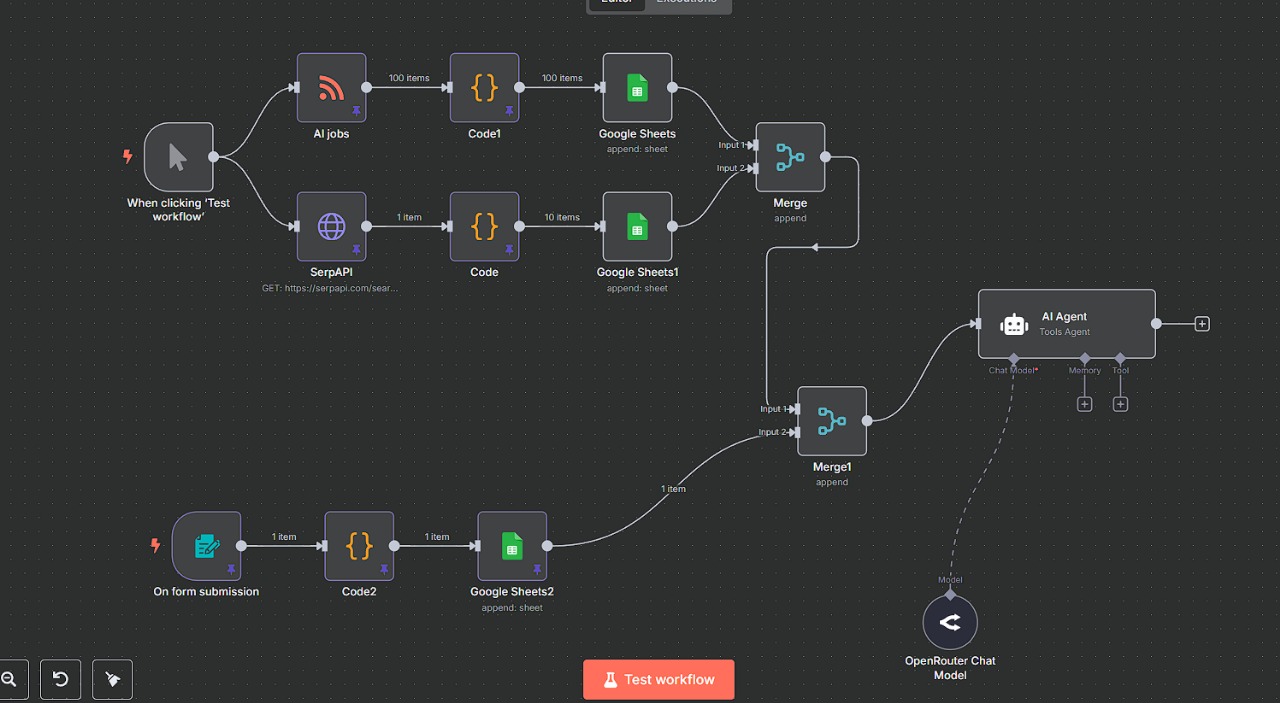 Editor
Executions
100 items
100 items
AI jobs
Code1
Google Sheets
append: sheet
Input 1
Input 2
Merge
append
When clicking 'Test
workflow'
1 item
10 items
SerpAPI
GET: https://serpapi.com/sear...
Code
Google Sheets1
append: sheet
AI Agent
Tools Agent
Chat Model*
Memory
Tool
Input 1
Input 2
Merge1
append
1 item
1 item
1 item
On form submission
Code2
Google Sheets2
append: sheet
Model
OpenRouter Chat
Model
Test workflow